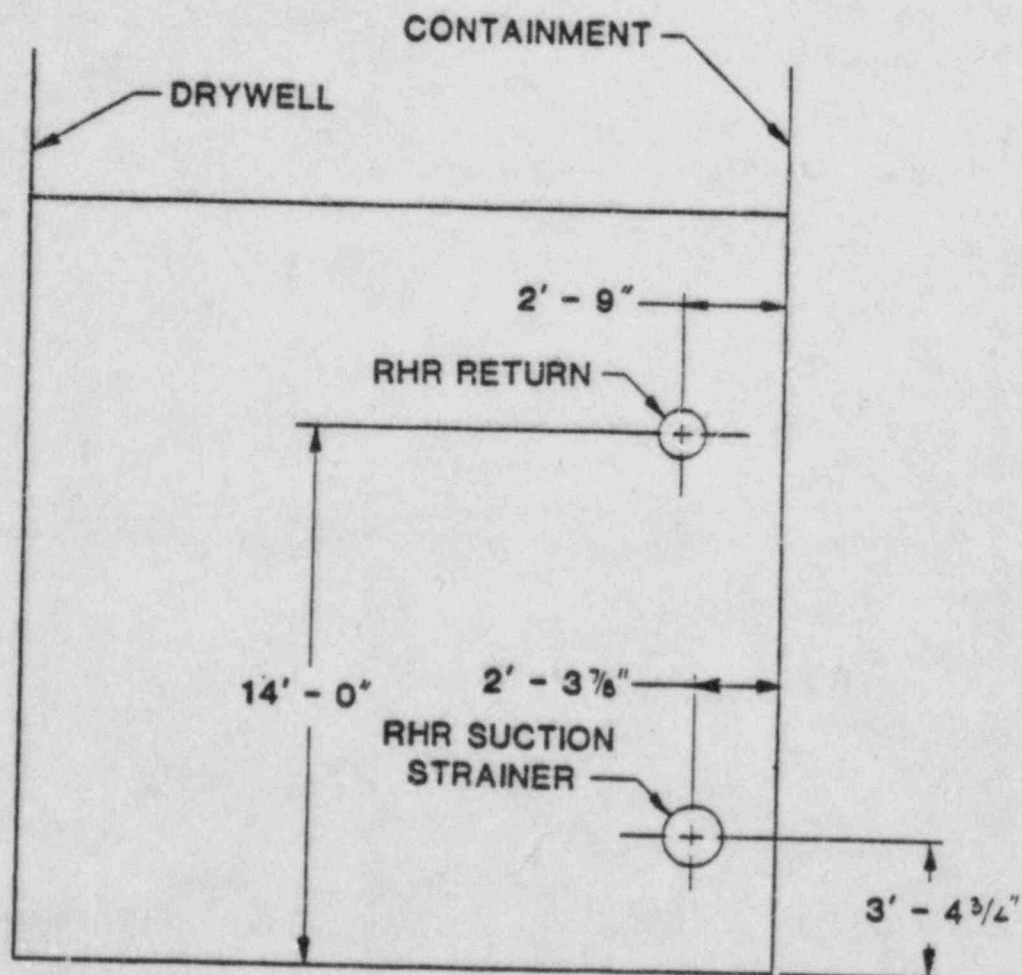 CONTAINMENT
DRYWELL
2' - 9"
RHR RETURN
14' - 0"
2' - 3 ⅞"
RHR SUCTION
STRAINER
3' - 4 3/4"